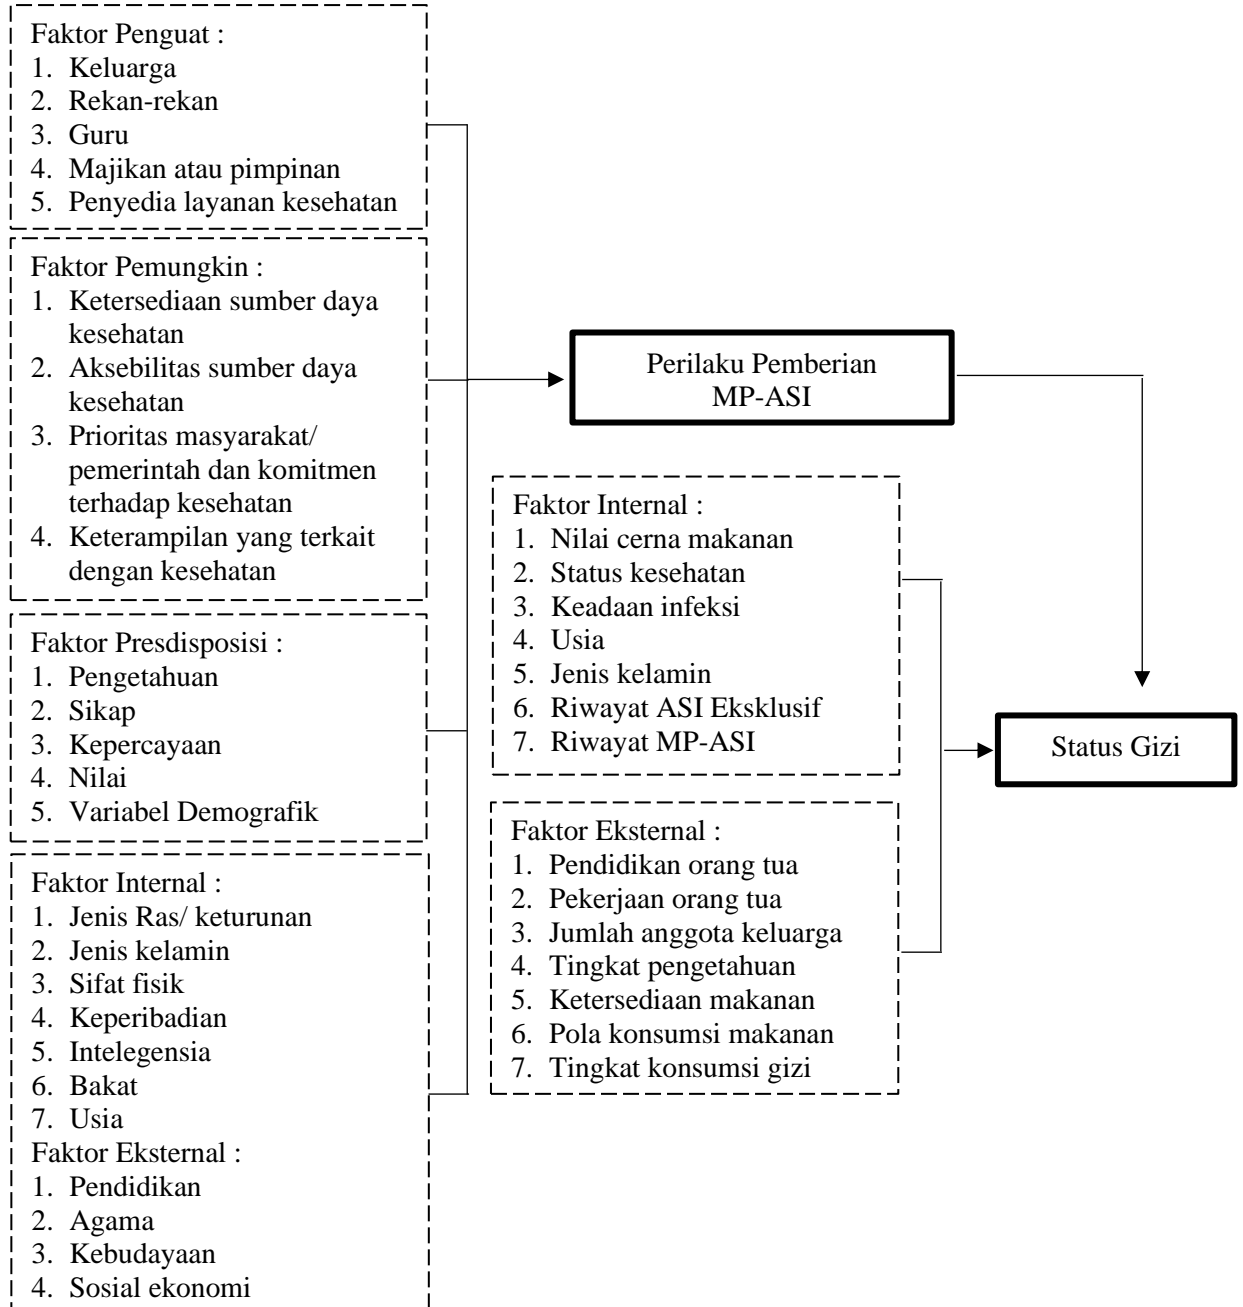 Faktor Penguat :
1. Keluarga
2. Rekan-rekan
3. Guru
4. Majikan atau pimpinan
5. Penyedia layanan kesehatan
Faktor Pemungkin :
1. Ketersediaan sumber daya
kesehatan
2. Aksebilitas sumber daya
kesehatan
3. Prioritas masyarakat/
pemerintah dan komitmen
terhadap kesehatan
4. Keterampilan yang terkait
dengan kesehatan
Faktor Presdisposisi :
1. Pengetahuan
2. Sikap
3. Kepercayaan
4. Nilai
5. Variabel Demografik
Faktor Internal :
1. Jenis Ras/ keturunan
2. Jenis kelamin
3. Sifat fisik
4. Keperibadian
5. Intelegensia
6. Bakat
7. Usia
Faktor Eksternal :
1. Pendidikan
2. Agama
3. Kebudayaan
4. Sosial ekonomi
Perilaku Pemberian
MP-ASI
Faktor Internal :
1. Nilai cerna makanan
2. Status kesehatan
3. Keadaan infeksi
4. Usia
5. Jenis kelamin
6. Riwayat ASI Eksklusif
7. Riwayat MP-ASI
Faktor Eksternal :
1. Pendidikan orang tua
2. Pekerjaan orang tua
3. Jumlah anggota keluarga
4. Tingkat pengetahuan
5. Ketersediaan makanan
6. Pola konsumsi makanan
7. Tingkat konsumsi gizi
Status Gizi